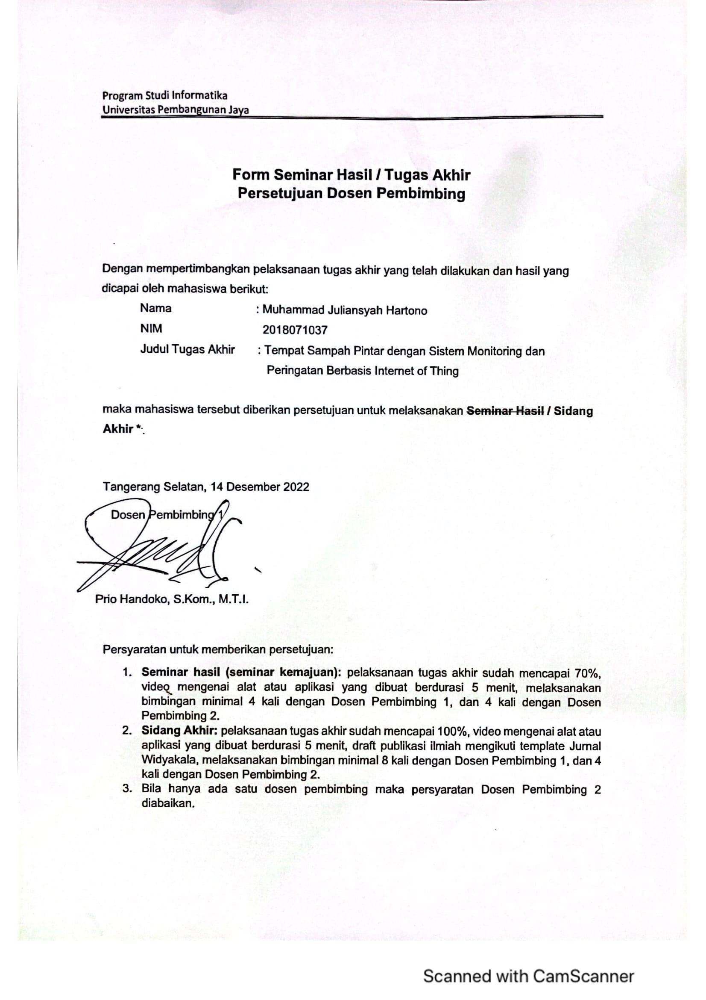 Program Studi Informatika
Universitas Pembangunan Jaya
Form Seminar Hasil / Tugas Akhir
Persetujuan Dosen Pembimbing
Dengan mempertimbangkan pelaksanaan tugas akhir yang telah dilakukan dan hasil yang
dicapai oleh mahasiswa berikut:
Nama : Muhammad Juliansyah Hartono
NIM 2018071037
Judul Tugas Akhir : Tempat Sampah Pintar dengan Sistem Monitoring dan
Peringatan Berbasis Internet of Thing
maka mahasiswa tersebut diberikan persetujuan untuk melaksanakan Seminar Hasil / Sidang
Akhir *.
Tangerang Selatan, 14 Desember 2022
Dosen Pembimbing 1
Prio Handoko, S.Kom., M.T.I.
Persyaratan untuk memberikan persetujuan:
1. Seminar hasil (seminar kemajuan): pelaksanaan tugas akhir sudah mencapai 70%,
video mengenai alat atau aplikasi yang dibuat berdurasi 5 menit, melaksanakan
bimbingan minimal 4 kali dengan Dosen Pembimbing 1, dan 4 kali dengan Dosen
Pembimbing 2.
2. Sidang Akhir: pelaksanaan tugas akhir sudah mencapai 100%, video mengenai alat atau
aplikasi yang dibuat berdurasi 5 menit, draft publikasi ilmiah mengikuti template Jurnal
Widyakala, melaksanakan bimbingan minimal 8 kali dengan Dosen Pembimbing 1, dan 4
kali dengan Dosen Pembimbing 2.
3. Bila hanya ada satu dosen pembimbing maka persyaratan Dosen Pembimbing 2
diabaikan.
Scanned with CamScanner